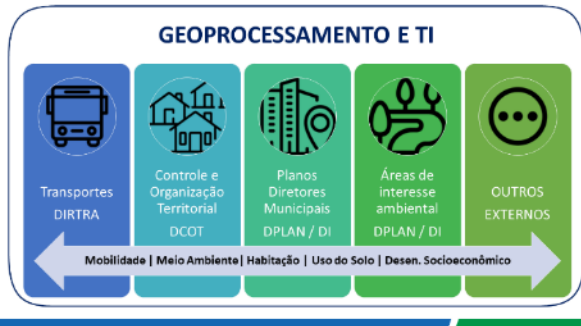 GEOPROCESSAMENTO E TI
Transportes
DIRTRA
Controle e
Organização
Territorial
DCOT
Planos
Diretores
Municipais
DPLAN / DI
Áreas de
interesse
ambiental
DPLAN / DI
OUTROS
EXTERNOS
Mobilidade | Meio Ambiente| Habitação | Uso do Solo | Desen. Socioeconômico